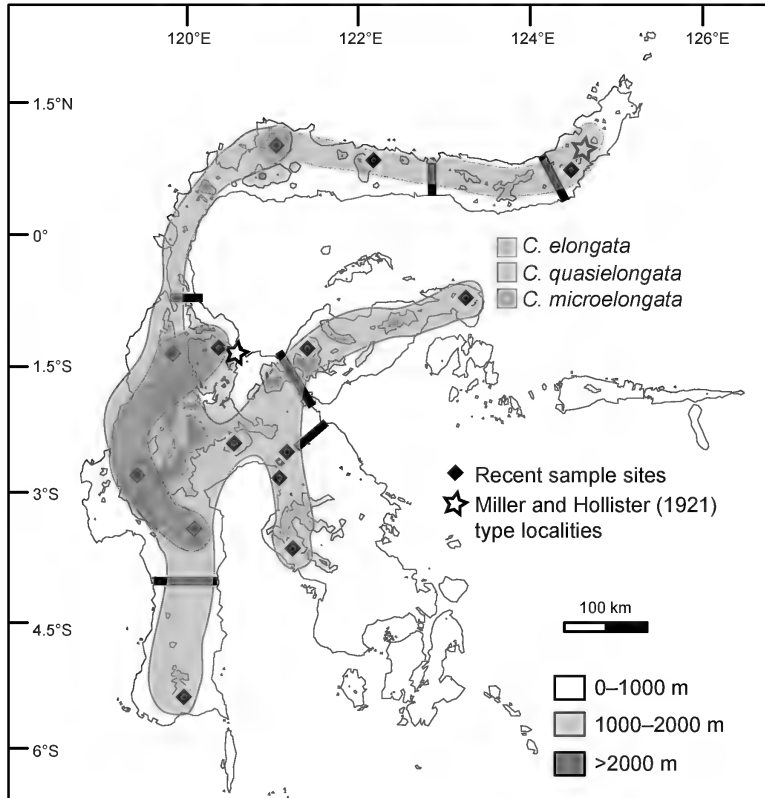 120°E 122°E 124°E 126°E
1.5°N
0°
C. elongata
C. quasielongata
C. microelongata
1.5°S
Recent sample sites
3°S
Miller and Hollister (1921)
type localities
100 km
4.5°S
0–1000 m
1000–2000 m
6°S
>2000 m